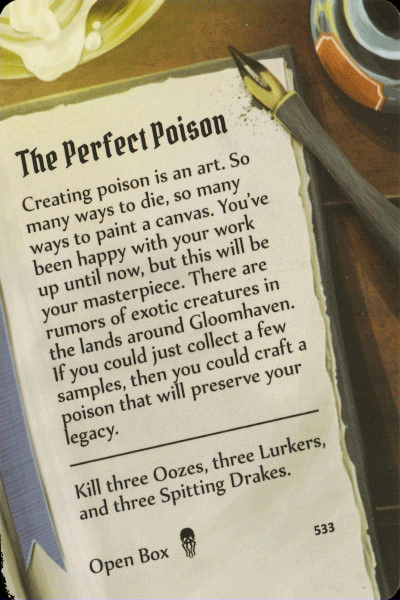 The Perfect Poison
Creating poison is an art. So
many ways to die, so many
ways to paint a canvas. You've
been happy with your work
up until now, but this will be
your masterpiece. There are
rumors of exotic creatures in
the lands around Gloomhaven.
If you could just collect a few
samples, then you could craft a
poison that will preserve your
legacy.
Kill three Oozes, three Lurkers,
and three Spitting Drakes.
Open Box
533